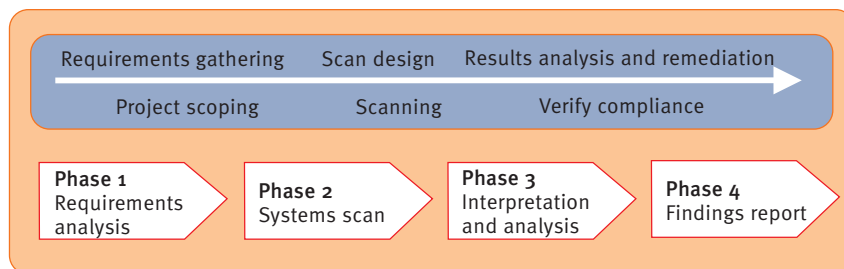 Requirements gathering Scan design Results analysis and remediation
Project scoping Scanning Verify compliance
Phase 1
Requirements
analysis
Phase 2
Systems scan
Phase 3
Interpretation
and analysis
Phase 4
Findings report